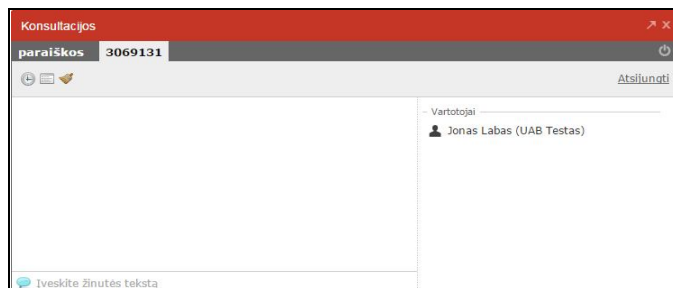 Konsultacijos
paraiškos 3069131
Atsijungti
Vartotojai
Jonas Labas (UAB Testas)
Įveskite žinutės tekstą